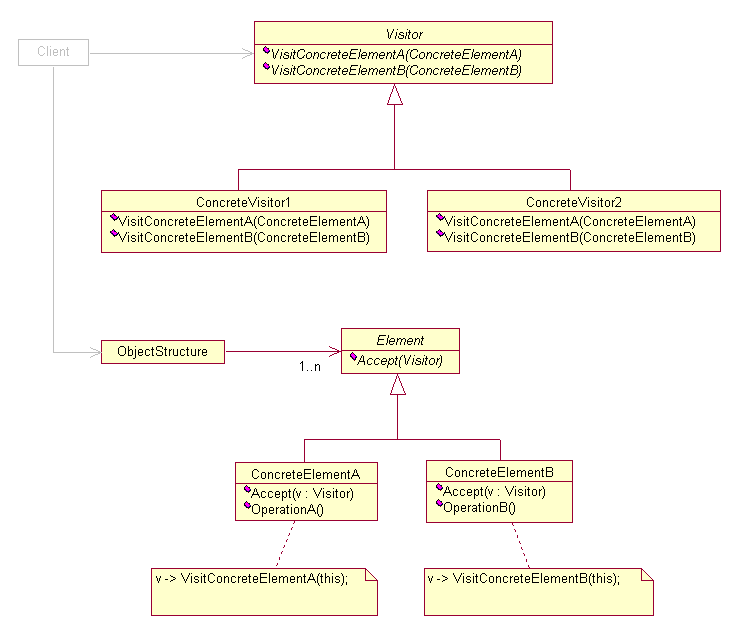 Client
Visitor
VisitConcreteElementA(ConcreteElementA)
VisitConcreteElementB(ConcreteElementB)
ConcreteVisitor1
VisitConcreteElementA(ConcreteElementA)
VisitConcreteElementB(ConcreteElementB)
ConcreteVisitor2
VisitConcreteElementA(ConcreteElementA)
VisitConcreteElementB(ConcreteElementB)
ObjectStructure
1..n
Element
Accept(Visitor)
ConcreteElementA
Accept(v : Visitor)
OperationA()
ConcreteElementB
Accept(v : Visitor)
OperationB()
v -> VisitConcreteElementA(this);
v -> VisitConcreteElementB(this);